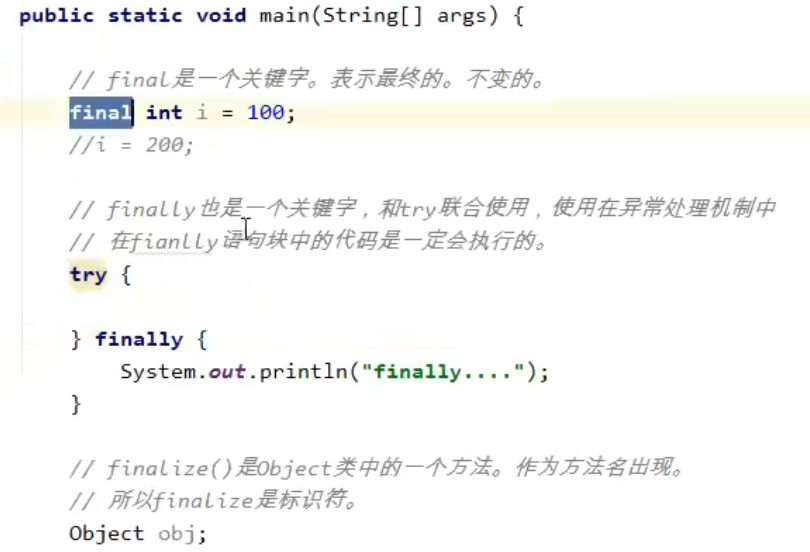 public static void main(String[] args) {
// final是一个关键字。表示最终的。不变的。
final int i = 100;
//i = 200;
// finally也是一个关键字，和try联合使用，使用在异常处理机制中
// 在fianlly语句块中的代码是一定会执行的。
try {
} finally {
System.out.println("finally....");
}
// finalize()是Object类中的一个方法。作为方法名出现。
// 所以finalize是标识符。
Object obj;